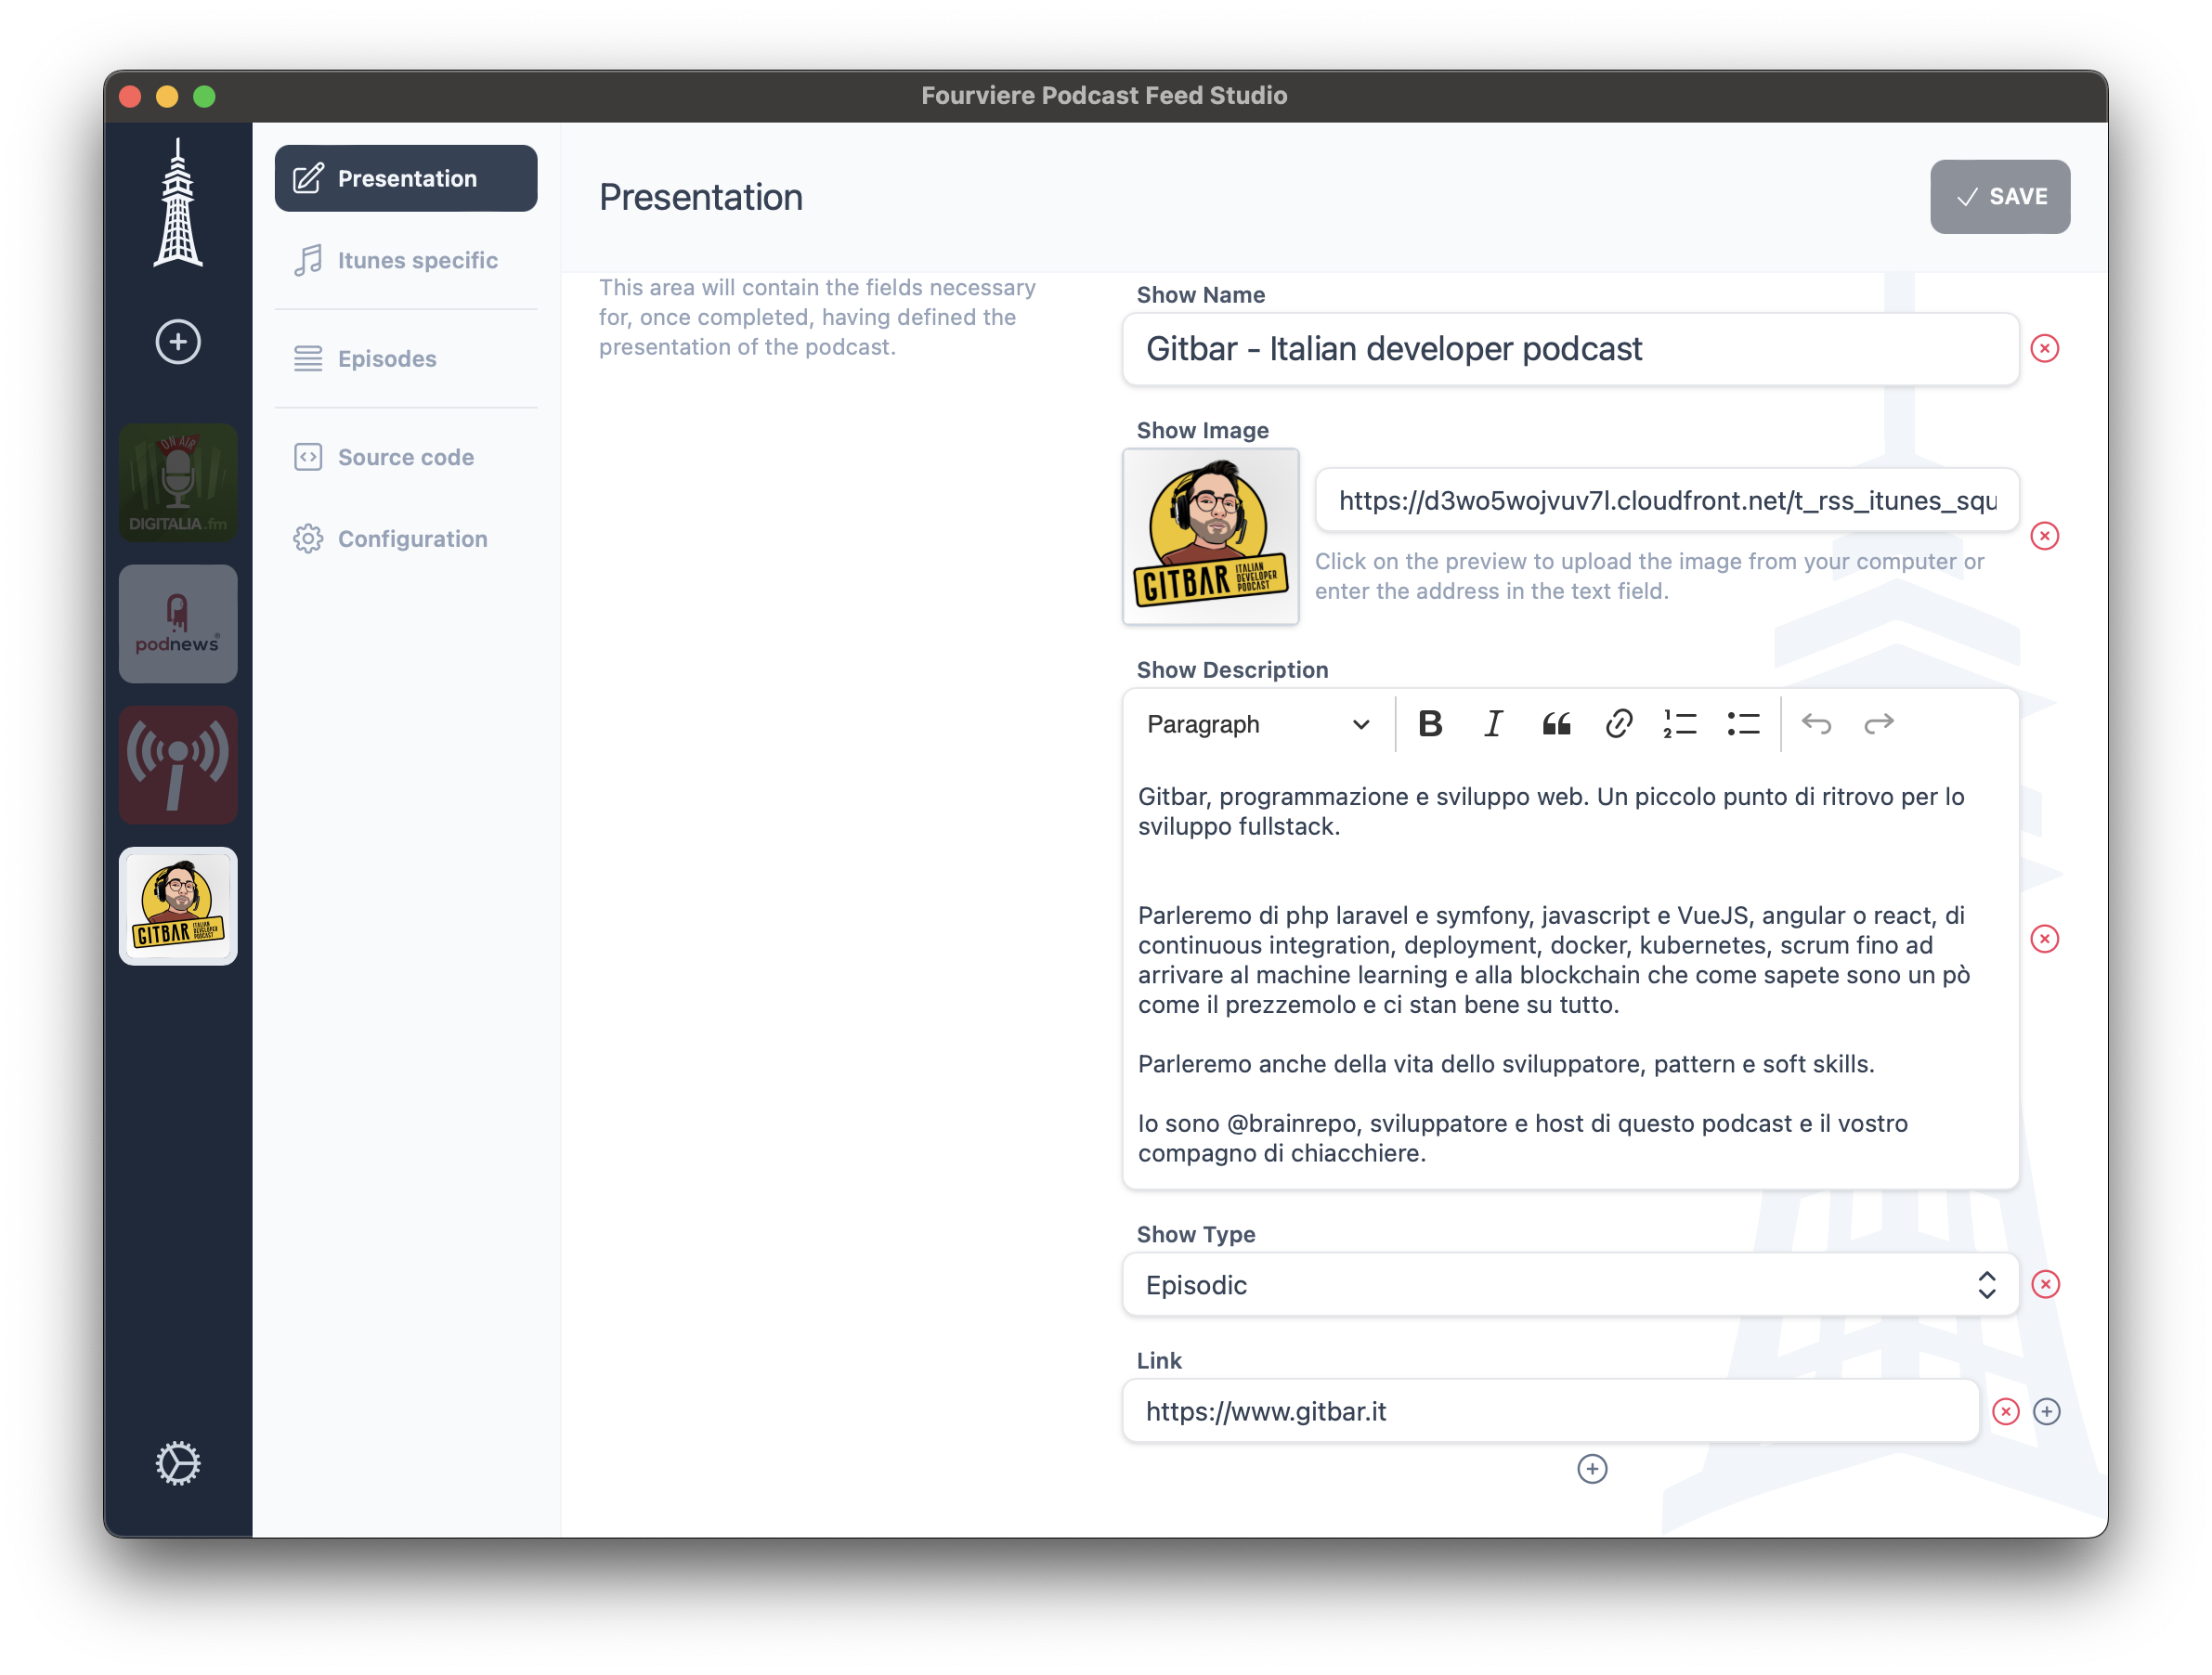 Fourviere Podcast Feed Studio
ON AIR
DIGITALIA.fm
podnews®
GITBAR ITALIAN
DEVELOPER
PODCAST
Presentation
Itunes specific
Episodes
Source code
Configuration
Presentation
SAVE
This area will contain the fields necessary
for, once completed, having defined the
presentation of the podcast.
Show Name
Gitbar - Italian developer podcast
Show Image
GITBAR ITALIAN
DEVELOPER
PODCAST
https://d3wo5wojvuv7l.cloudfront.net/t_rss_itunes_squ
Click on the preview to upload the image from your computer or
enter the address in the text field.
Show Description
Paragraph
Gitbar, programmazione e sviluppo web. Un piccolo punto di ritrovo per lo
sviluppo fullstack.
Parleremo di php laravel e symfony, javascript e VueJS, angular o react, di
continuous integration, deployment, docker, kubernetes, scrum fino ad
arrivare al machine learning e alla blockchain che come sapete sono un pò
come il prezzemolo e ci stan bene su tutto.
Parleremo anche della vita dello sviluppatore, pattern e soft skills.
Io sono @brainrepo, sviluppatore e host di questo podcast e il vostro
compagno di chiacchiere.
Show Type
Episodic
Link
https://www.gitbar.it